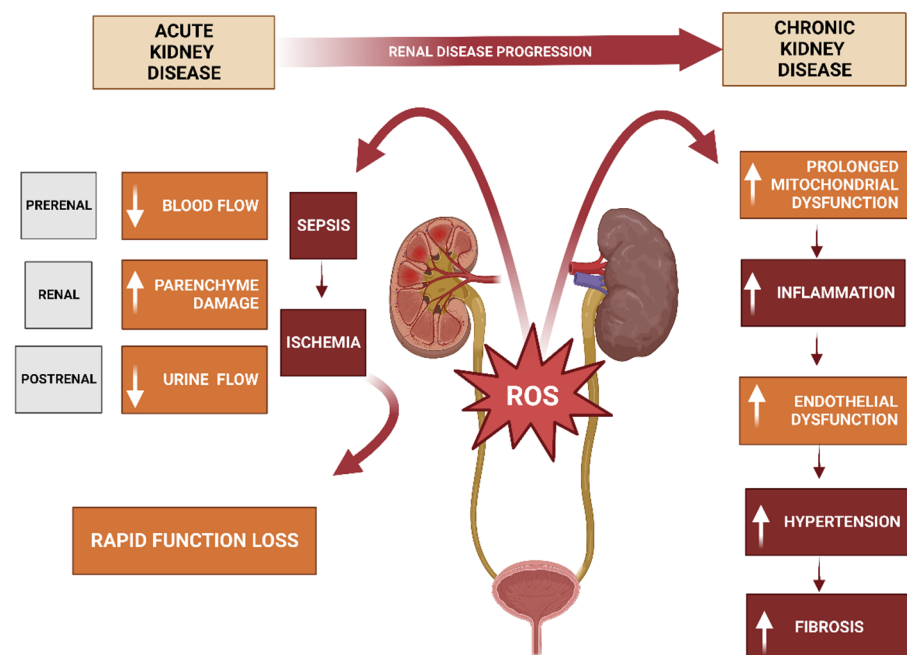 ACUTE
KIDNEY
DISEASE
RENAL DISEASE PROGRESSION
CHRONIC
KIDNEY
DISEASE
PRERENAL
BLOOD FLOW
SEPSIS
RENAL
PARENCHYME
DAMAGE
ISCHEMIA
POSTRENAL
URINE FLOW
RAPID FUNCTION LOSS
ROS
PROLONGED
MITOCHONDRIAL
DYSFUNCTION
INFLAMMATION
ENDOTHELIAL
DYSFUNCTION
HYPERTENSION
FIBROSIS